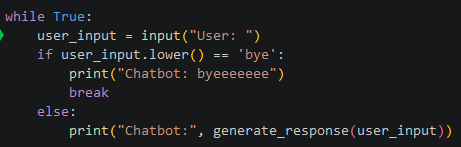 while True:
    user_input = input("User: ")
    if user_input.lower() == 'bye':
        print("Chatbot: byeeeeeee")
        break
    else:
        print("Chatbot:", generate_response(user_input))